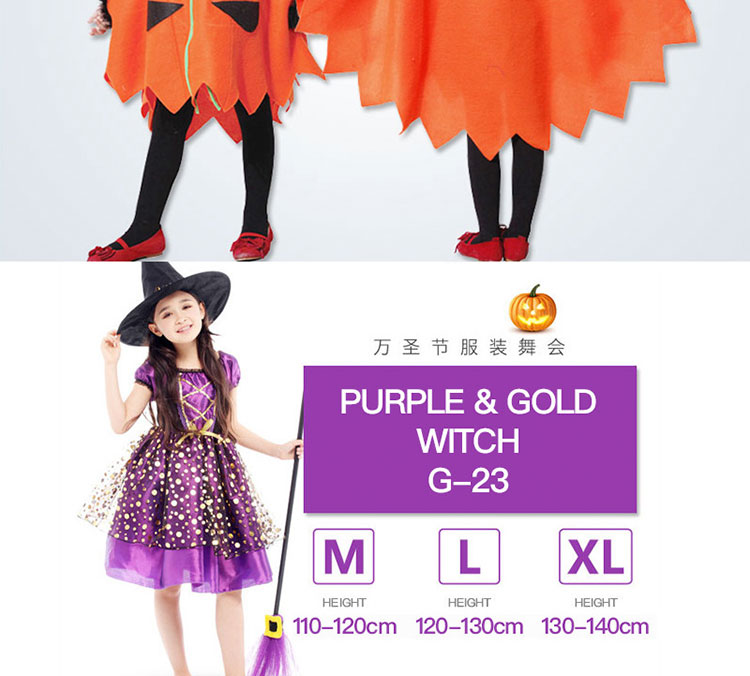 万圣节服装舞会
PURPLE & GOLD
WITCH
G-23
M L XL
HEIGHT HEIGHT HEIGHT
110-120cm 120-130cm 130-140cm